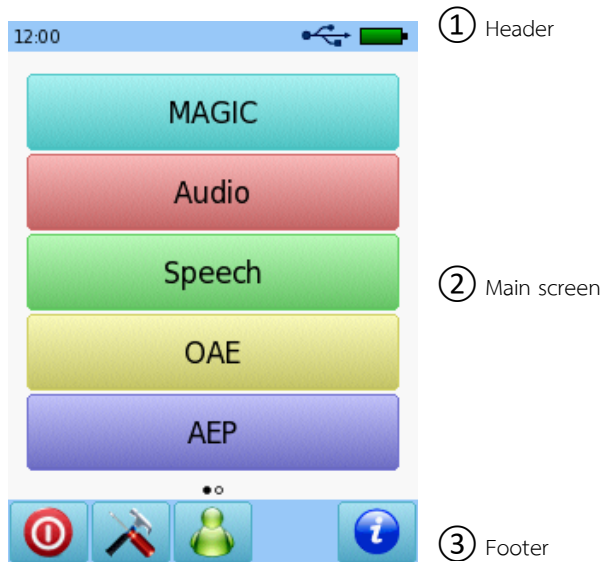 ① Header
12:00
MAGIC
Audio
Speech
② Main screen
OAE
AEP
③ Footer